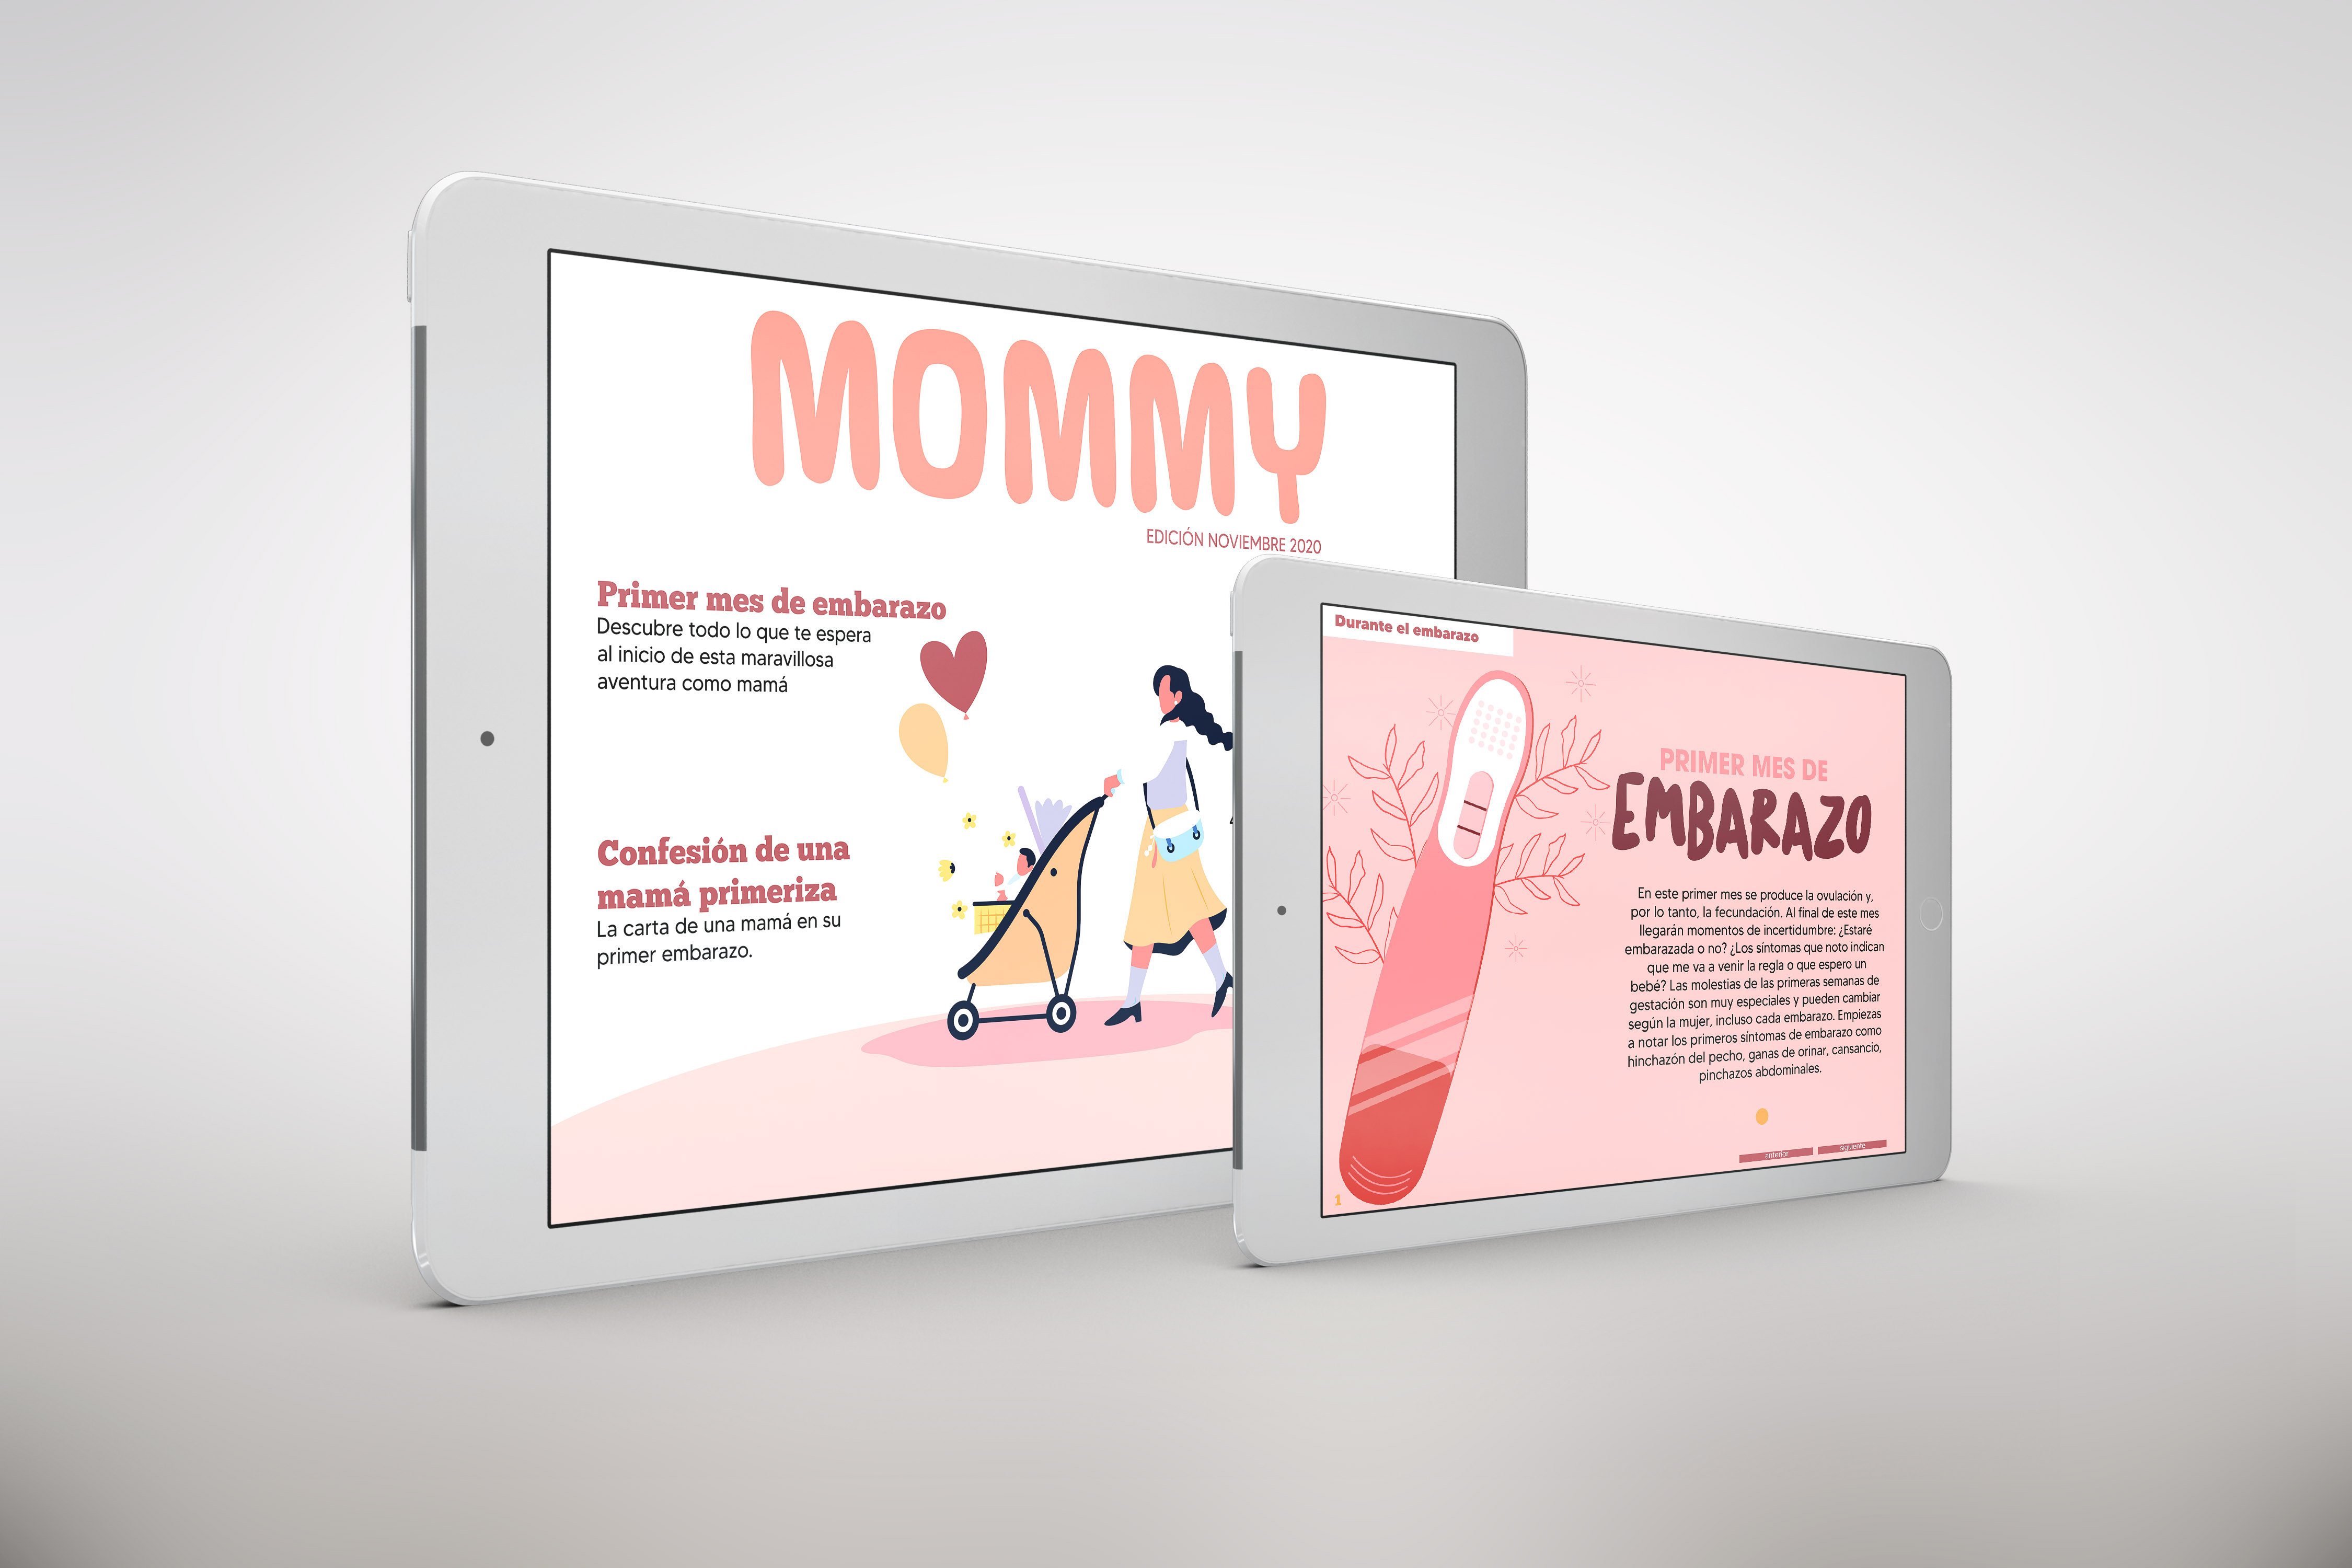 MOMMY
EDICIÓN NOVIEMBRE 2020
Primer mes de embarazo
Descubre todo lo que te espera
al inicio de esta maravillosa
aventura como mamá
Confesión de una
mamá primeriza
La carta de una mamá en su
primer embarazo.
Durante el embarazo
PRIMER MES DE
EMBARAZO
En este primer mes se produce la ovulación y,
por lo tanto, la fecundación. Al final de este mes
llegarán momentos de incertidumbre: ¿Estaré
embarazada o no? ¿Los síntomas que noto indican
que me va a venir la regla o que espero un
bebé? Las molestias de las primeras semanas de
gestación son muy especiales y pueden cambiar
según la mujer, incluso cada embarazo. Empiezas
a notar los primeros síntomas de embarazo como
hinchazón del pecho, ganas de orinar, cansancio,
pinchazos abdominales.
anterior
siguiente
1